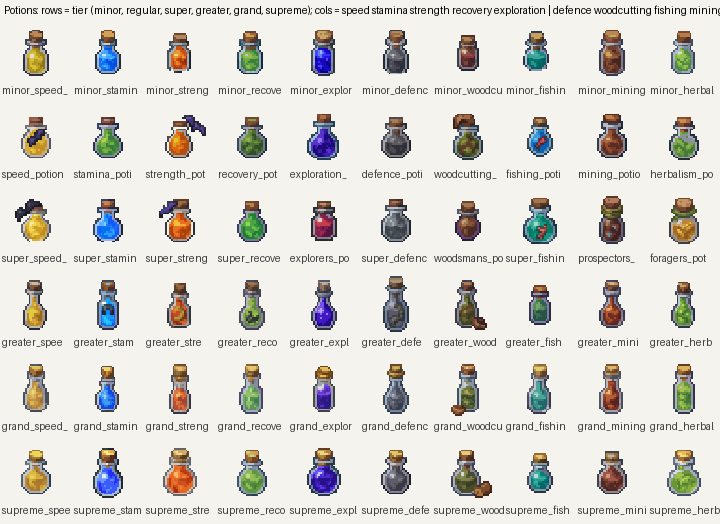 Potions: rows = tier (minor, regular, super, greater, grand, supreme); cols = speed stamina strength recovery exploration | defence woodcutting fishing mining
minor_speed_ minor_stamin minor_streng minor_recove minor_explor minor_defenc minor_woodcu minor_fishin minor_mining minor_herbal
speed_potion stamina_poti strength_pot recovery_pot exploration_ defence_poti woodcutting_ fishing_poti mining_potio herbalism_po
super_speed_ super_stamin super_streng super_recove explorers_po super_defenc woodsmans_po super_fishin prospectors_ foragers_pot
greater_spee greater_stam greater_stre greater_reco greater_expl greater_defe greater_wood greater_fish greater_mini greater_herb
grand_speed_ grand_stamin grand_streng grand_recove grand_explor grand_defenc grand_woodcu grand_fishin grand_mining grand_herbal
supreme_spee supreme_stam supreme_stre supreme_reco supreme_expl supreme_defe supreme_wood supreme_fish supreme_mini supreme_herb